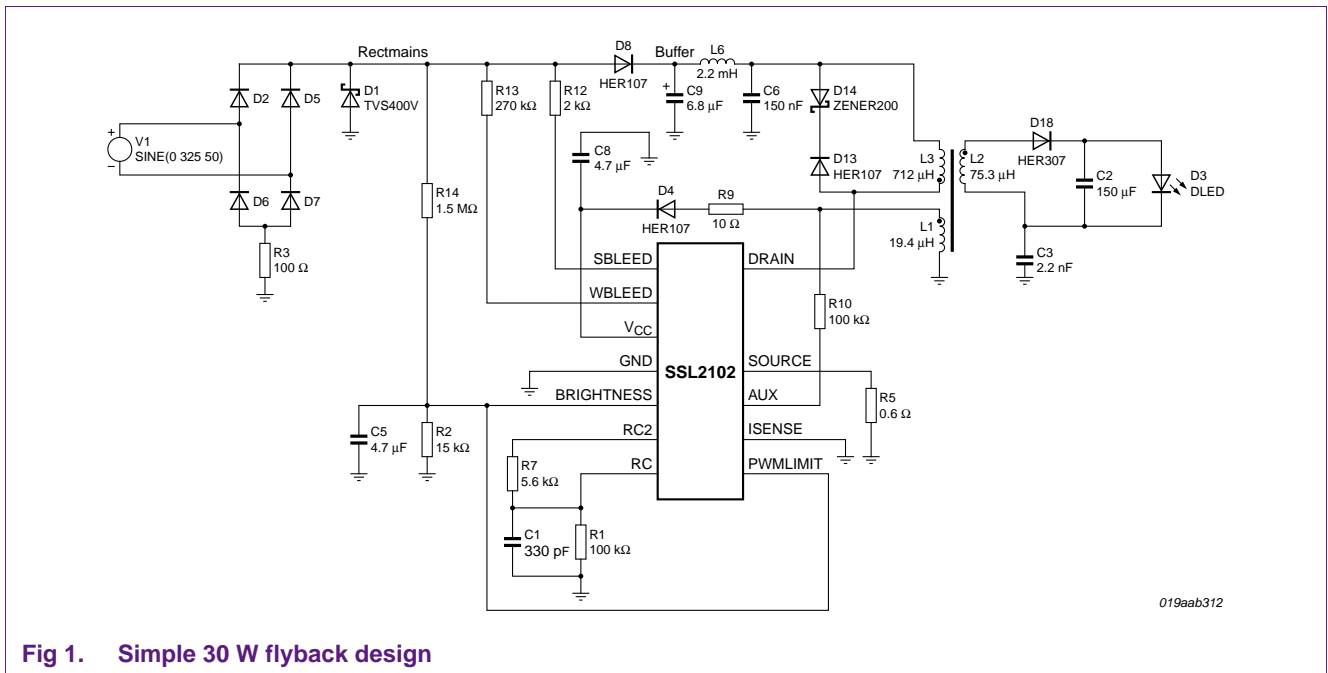 Rectmains
D8
HER107
Buffer
L6
2.2 mH
D2
D5
D1
TVS400V
R13
270 kΩ
R12
2 kΩ
C9
6.8 μF
C6
150 nF
D14
ZENER200
V1
SINE(0 325 50)
D18
HER307
C8
4.7 μF
D13
HER107
L3
712 μH
L2
75.3 μH
C2
150 μF
D3
DLED
D6
D7
R14
1.5 MΩ
D4
HER107
R9
10 Ω
L1
19.4 μH
R3
100 Ω
C3
2.2 nF
SBLEED
DRAIN
WBLEED
R10
100 kΩ
VCC
GND
SSL2102
SOURCE
BRIGHTNESS
AUX
R5
0.6 Ω
C5
4.7 μF
R2
15 kΩ
RC2
ISENSE
RC
PWMLIMIT
R7
5.6 kΩ
C1
330 pF
R1
100 kΩ
019aab312
Fig 1. Simple 30 W flyback design